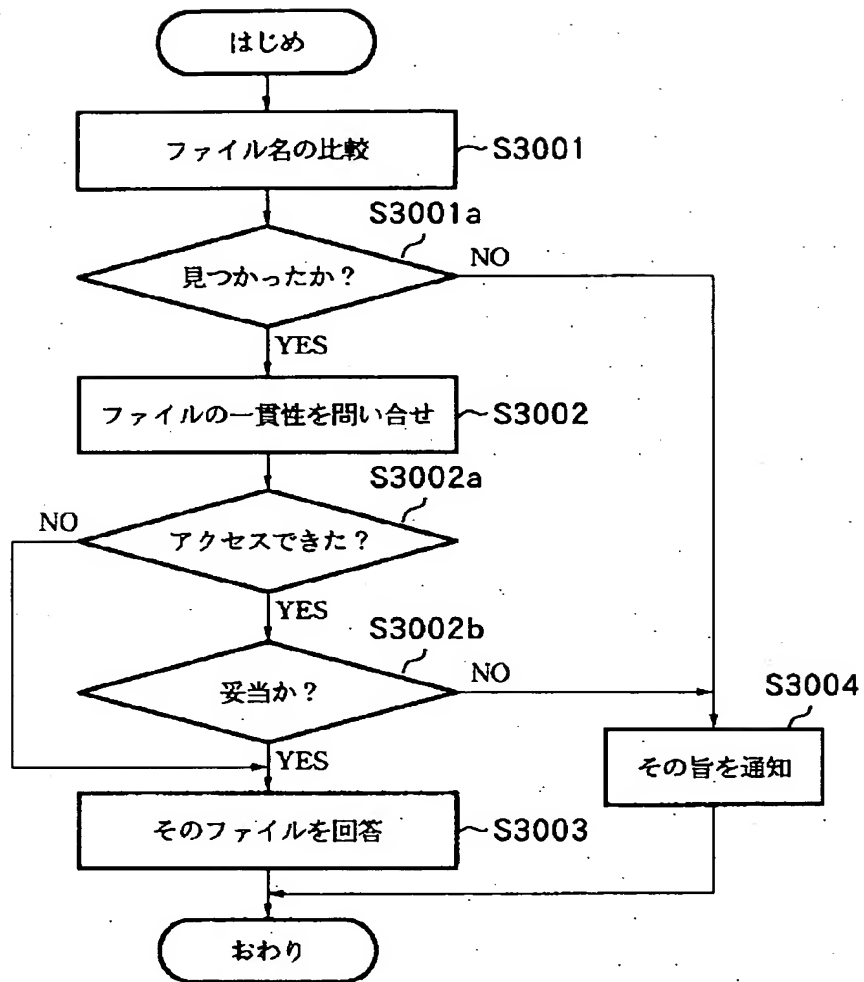 はじめ
ファイル名の比較
S3001
S3001a
見つかったか？
NO
YES
ファイルの一貫性を問い合せ
S3002
S3002a
NO
アクセスできた？
YES
S3002b
妥当か？
NO
S3004
YES
その旨を通知
そのファイルを回答
S3003
おわり